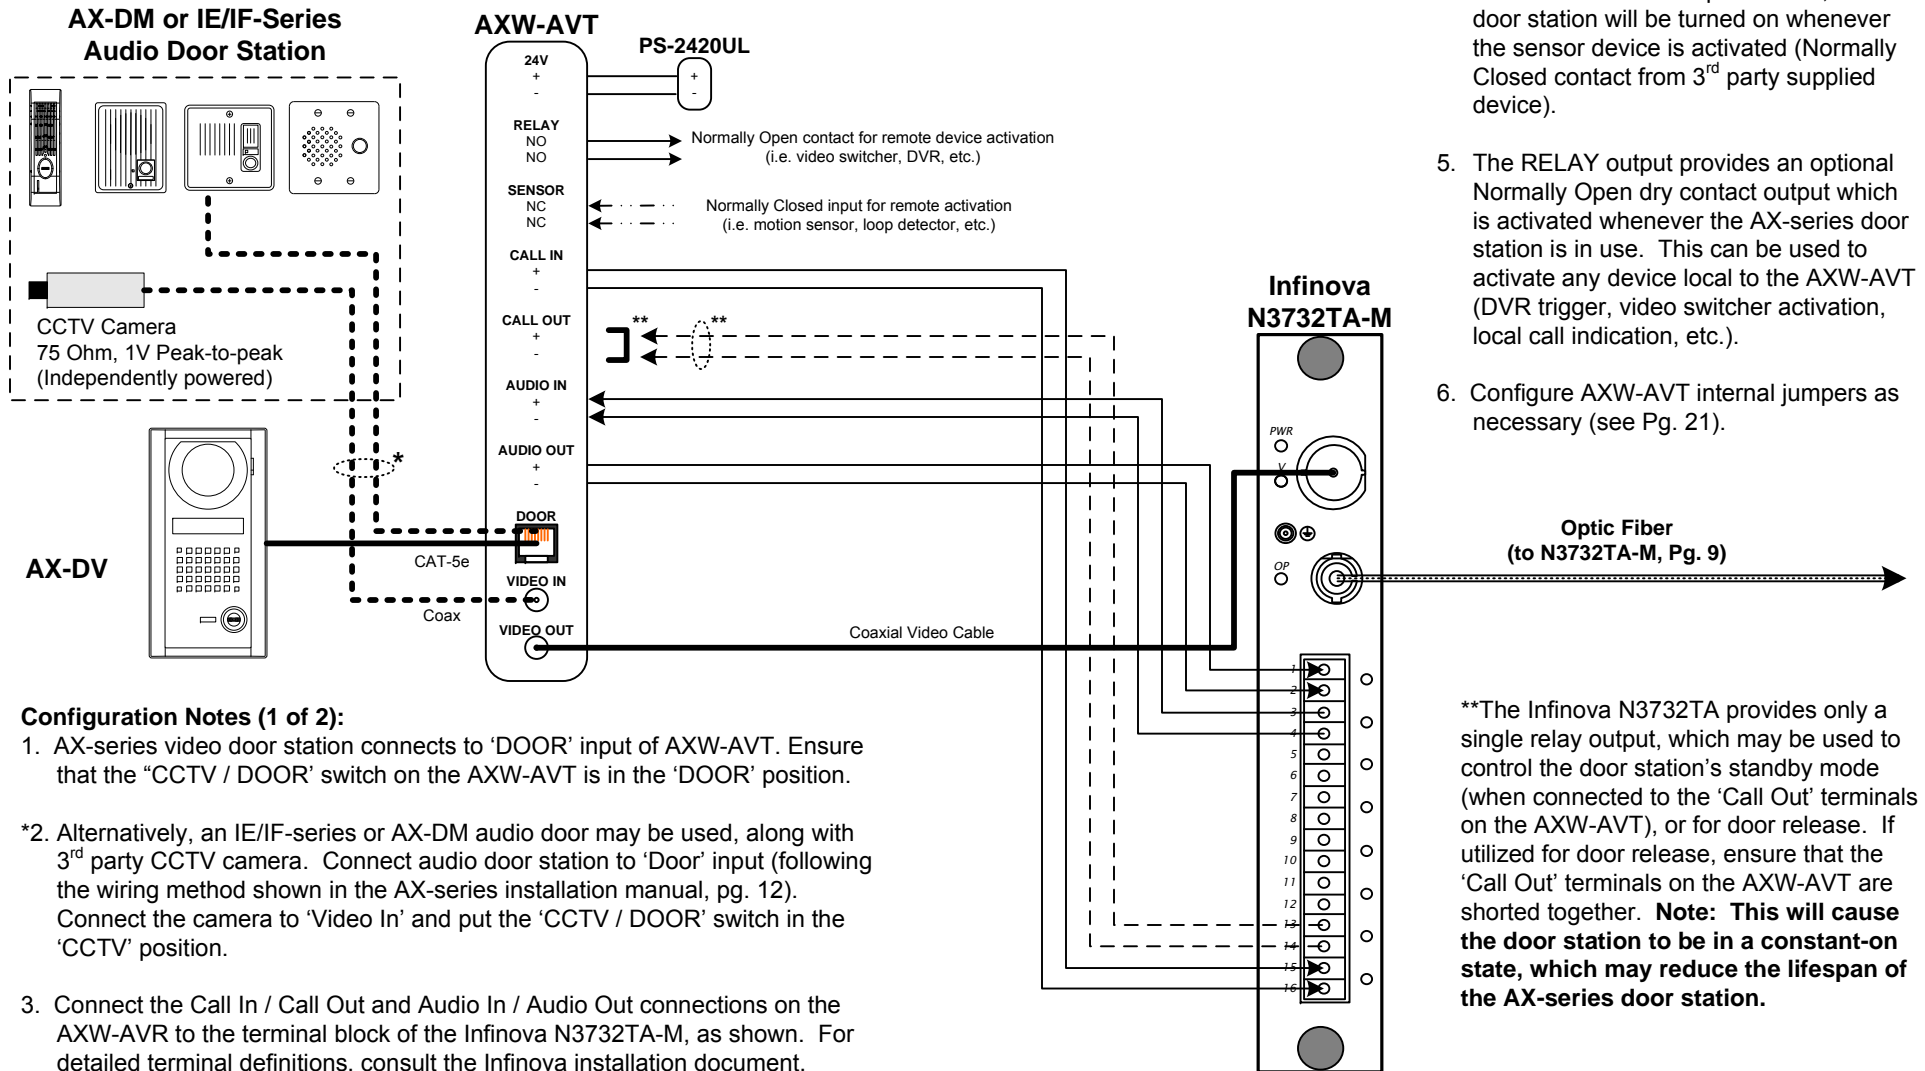 AX-DM or IE/IF-Series
Audio Door Station
CCTV Camera
75 Ohm, 1V Peak-to-peak
(Independently powered)
*
AX-DV
CAT-5e
Coax
AXW-AVT
24V
+
-
RELAY
NO
NO
SENSOR
NC
NC
CALL IN
+
-
CALL OUT
+
-
AUDIO IN
+
-
AUDIO OUT
+
-
DOOR
VIDEO IN
VIDEO OUT
PS-2420UL
+
-
Normally Open contact for remote device activation
(i.e. video switcher, DVR, etc.)
Normally Closed input for remote activation
(i.e. motion sensor, loop detector, etc.)
** **
Coaxial Video Cable
Infinova
N3732TA-M
PWR
V
OP
1
2
3
4
5
6
7
8
9
10
11
12
13
14
15
16
Optic Fiber
(to N3732TA-M, Pg. 9)
door station will be turned on whenever
the sensor device is activated (Normally
Closed contact from 3rd party supplied
device).
5. The RELAY output provides an optional
Normally Open dry contact output which
is activated whenever the AX-series door
station is in use. This can be used to
activate any device local to the AXW-AVT
(DVR trigger, video switcher activation,
local call indication, etc.).
6. Configure AXW-AVT internal jumpers as
necessary (see Pg. 21).
**The Infinova N3732TA provides only a
single relay output, which may be used to
control the door station's standby mode
(when connected to the 'Call Out' terminals
on the AXW-AVT), or for door release. If
utilized for door release, ensure that the
'Call Out' terminals on the AXW-AVT are
shorted together. Note: This will cause
the door station to be in a constant-on
state, which may reduce the lifespan of
the AX-series door station.
Configuration Notes (1 of 2):
1. AX-series video door station connects to 'DOOR' input of AXW-AVT. Ensure
that the "CCTV / DOOR' switch on the AXW-AVT is in the 'DOOR' position.
*2. Alternatively, an IE/IF-series or AX-DM audio door may be used, along with
3rd party CCTV camera. Connect audio door station to 'Door' input (following
the wiring method shown in the AX-series installation manual, pg. 12).
Connect the camera to 'Video In' and put the 'CCTV / DOOR' switch in the
'CCTV' position.
3. Connect the Call In / Call Out and Audio In / Audio Out connections on the
AXW-AVR to the terminal block of the Infinova N3732TA-M, as shown. For
detailed terminal definitions, consult the Infinova installation document.